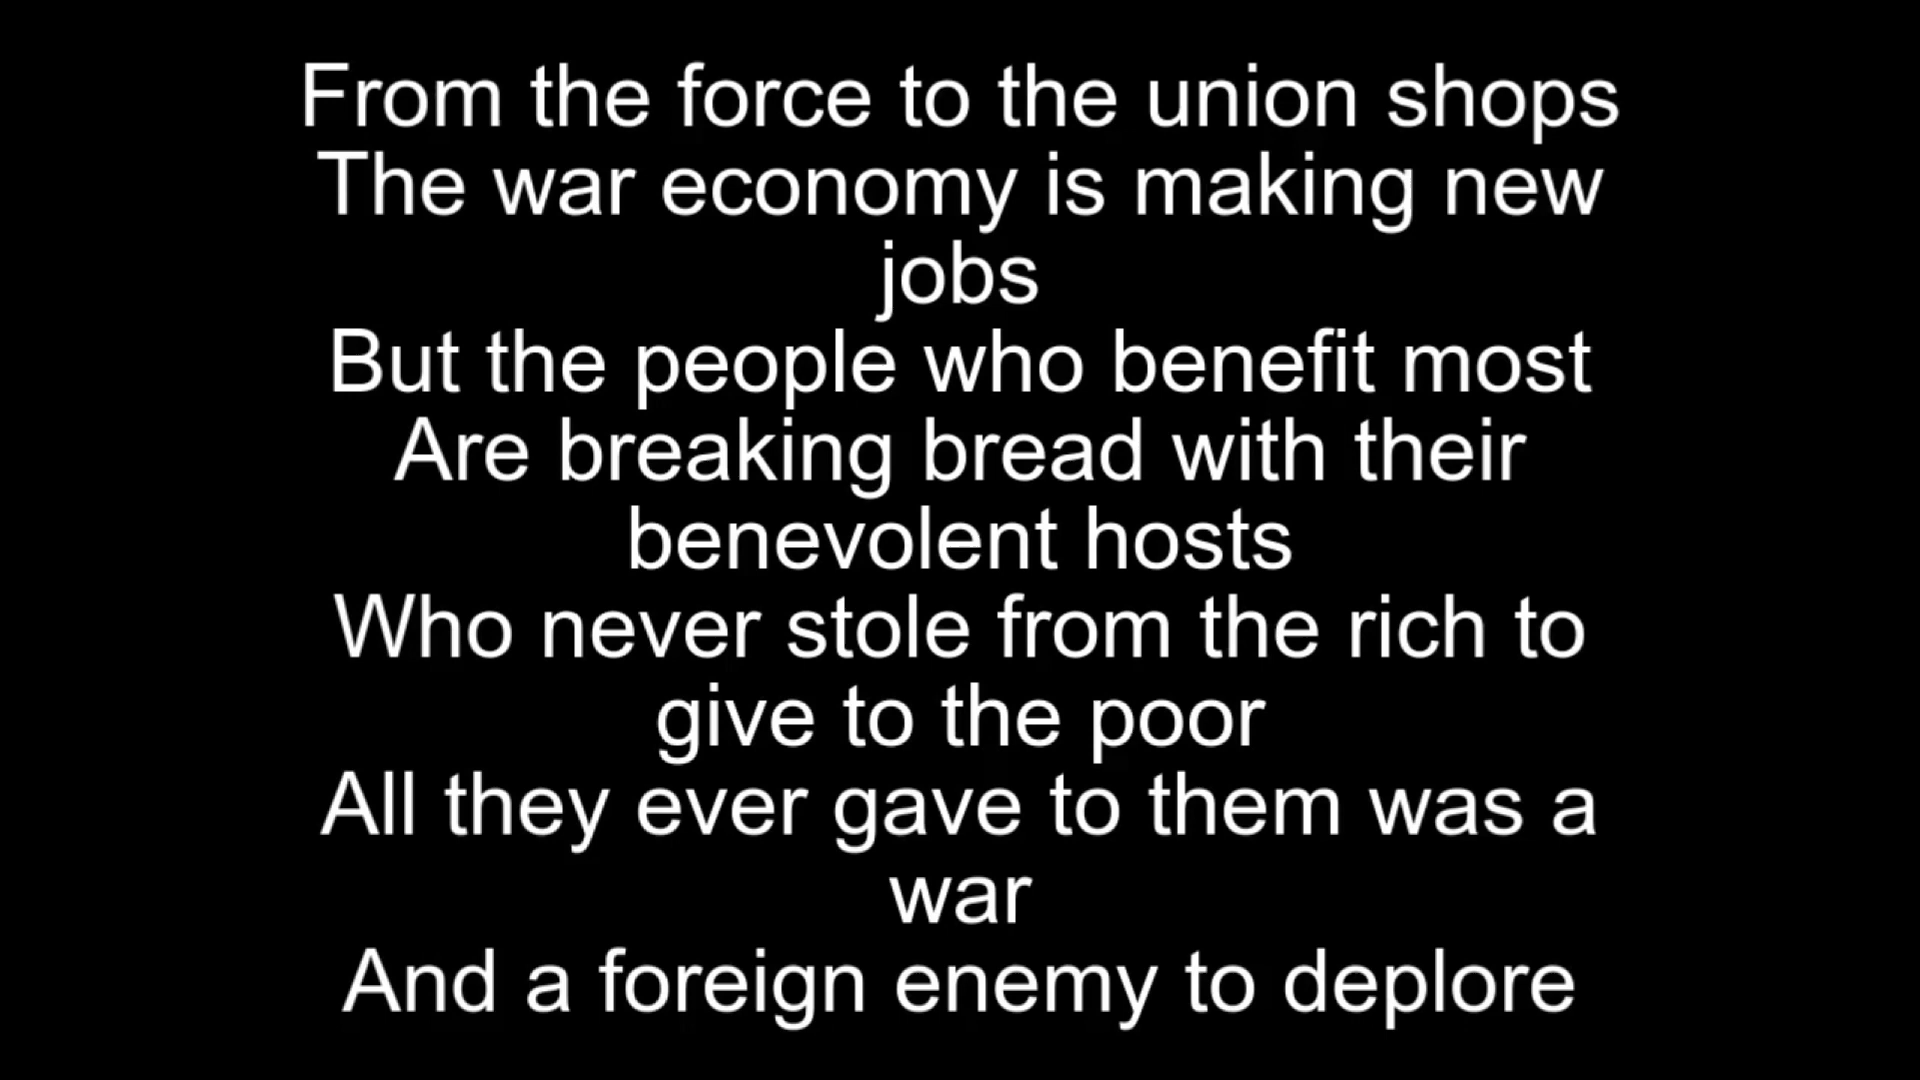 From the force to the union shops
The war economy is making new
jobs
But the people who benefit most
Are breaking bread with their
benevolent hosts
Who never stole from the rich to
give to the poor
All they ever gave to them was a
war
And a foreign enemy to deplore